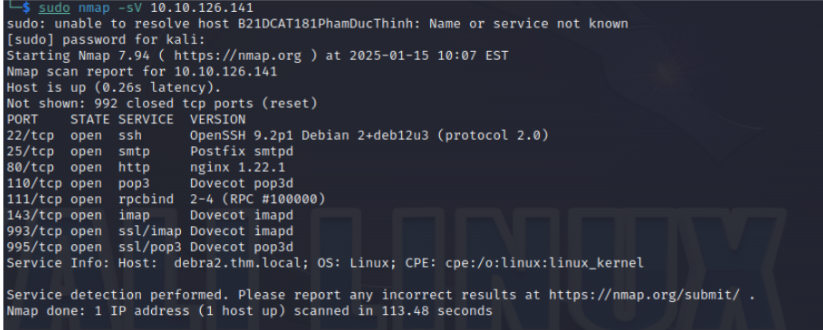 └─$ sudo nmap -sV 10.10.126.141
sudo: unable to resolve host B21DCAT181PhamDucThinh: Name or service not known
[sudo] password for kali:
Starting Nmap 7.94 ( https://nmap.org ) at 2025-01-15 10:07 EST
Nmap scan report for 10.10.126.141
Host is up (0.26s latency).
Not shown: 992 closed tcp ports (reset)
PORT    STATE SERVICE  VERSION
22/tcp  open  ssh      OpenSSH 9.2p1 Debian 2+deb12u3 (protocol 2.0)
25/tcp  open  smtp     Postfix smtpd
80/tcp  open  http     nginx 1.22.1
110/tcp open  pop3     Dovecot pop3d
111/tcp open  rpcbind  2-4 (RPC #100000)
143/tcp open  imap     Dovecot imapd
993/tcp open  ssl/imap Dovecot imapd
995/tcp open  ssl/pop3 Dovecot pop3d
Service Info: Host:  debra2.thm.local; OS: Linux; CPE: cpe:/o:linux:linux_kernel
Service detection performed. Please report any incorrect results at https://nmap.org/submit/ .
Nmap done: 1 IP address (1 host up) scanned in 113.48 seconds